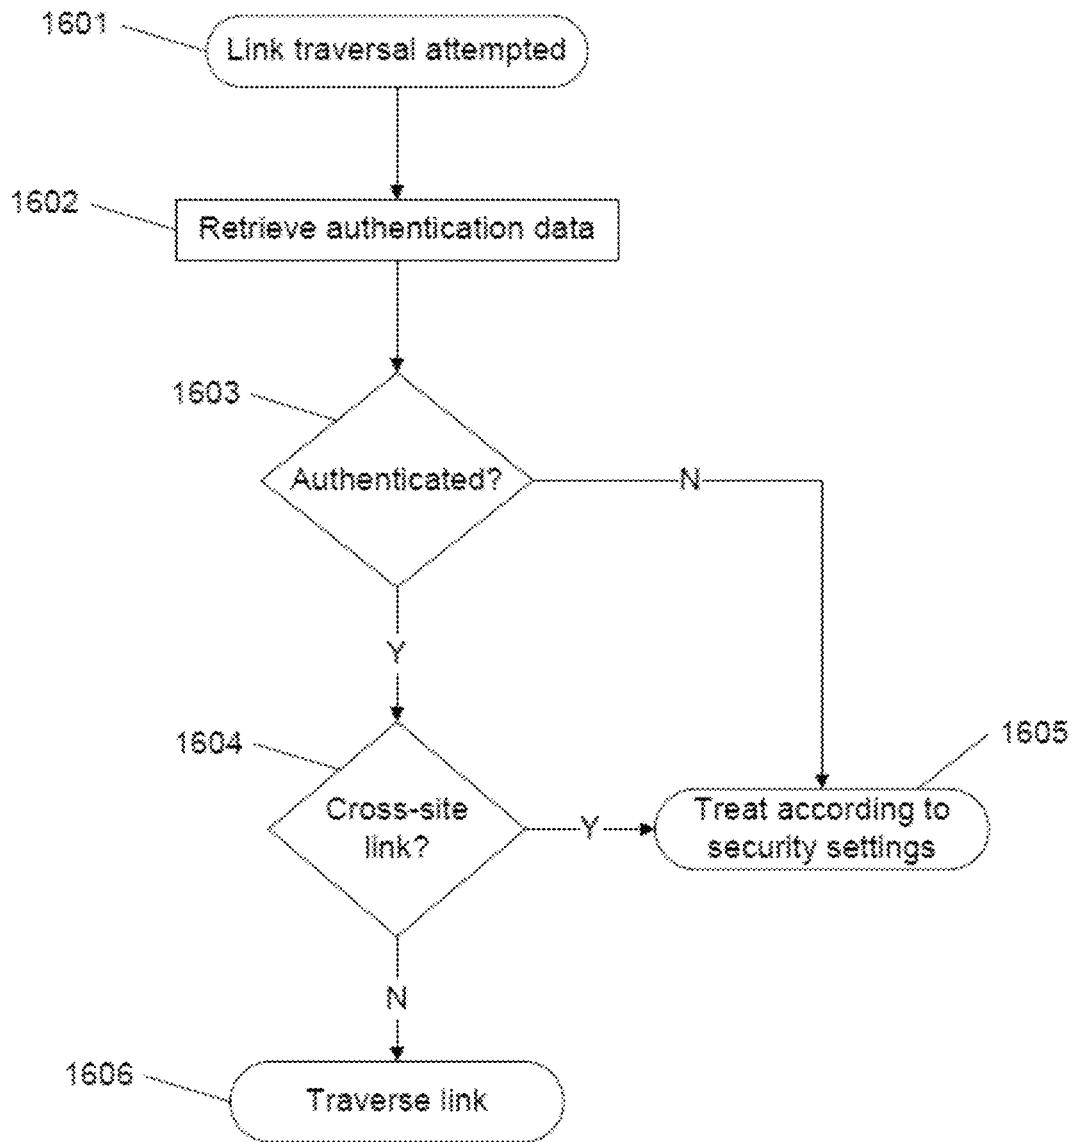 1601
Link traversal attempted
1602
Retrieve authentication data
1603
Authenticated?
N
Y
1604
Cross-site
link?
Y
1605
Treat according to
security settings
N
1606
Traverse link